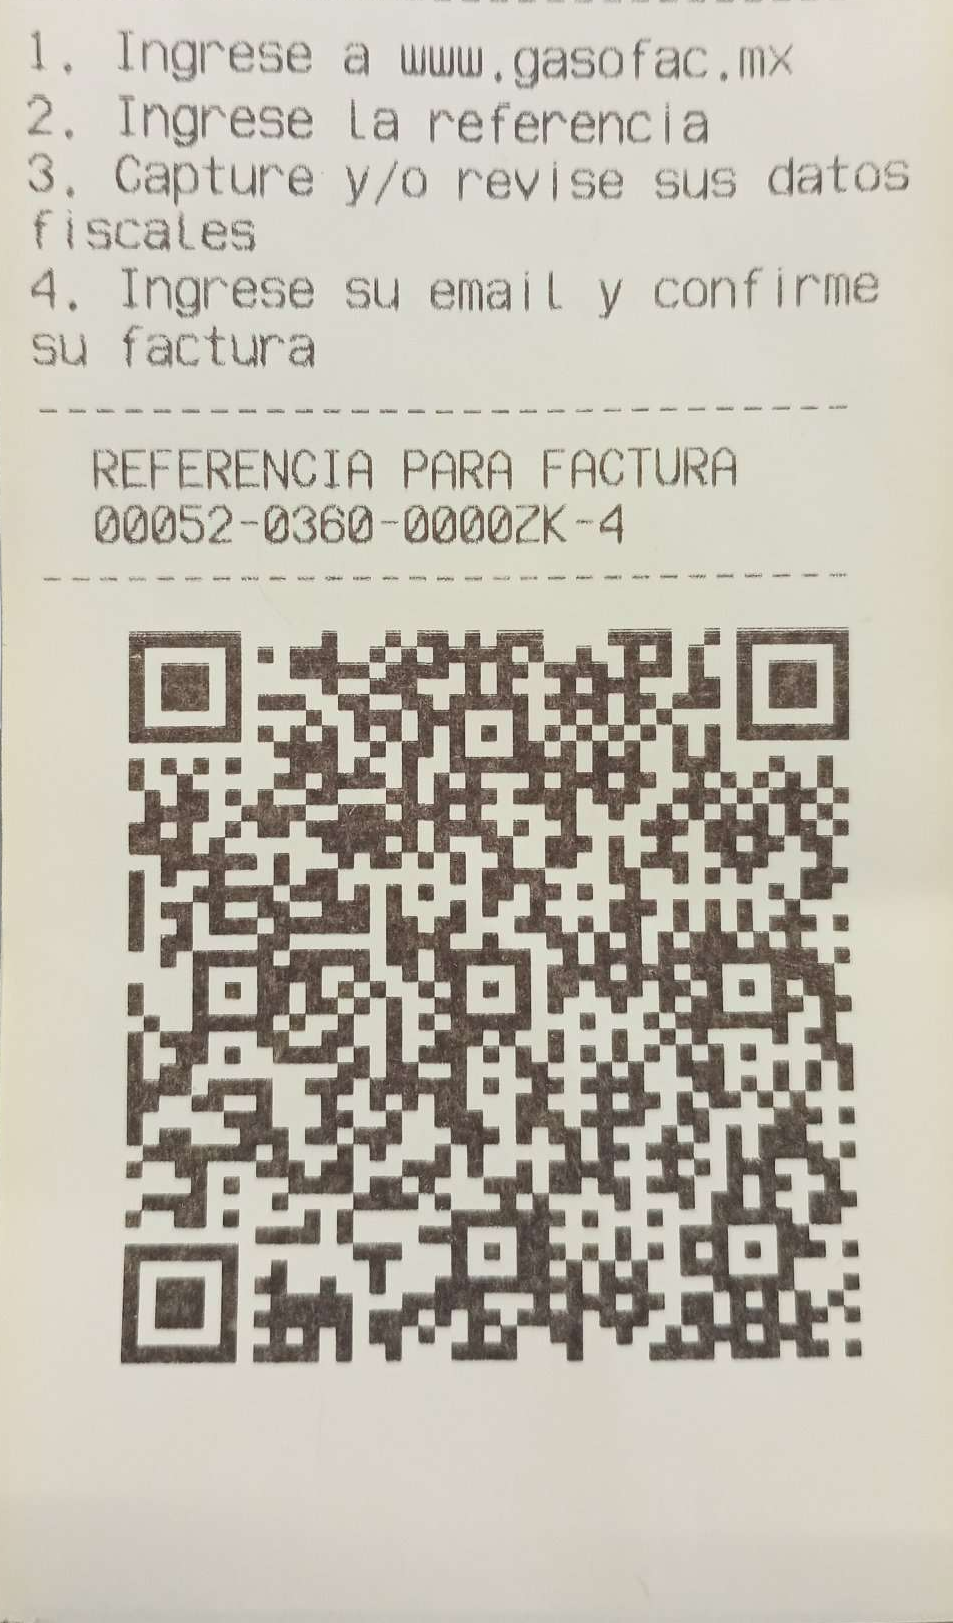 1. Ingrese a www.gasofac.mx
2. Ingrese la referencia
3. Capture y/o revise sus datos
fiscales
4. Ingrese su email y confirme
su factura
REFERENCIA PARA FACTURA
00052-0360-0000ZK-4